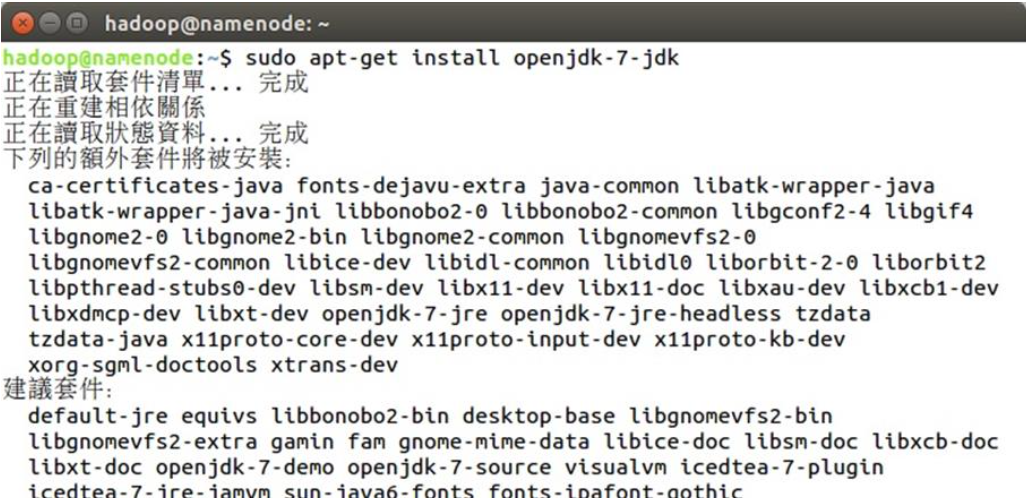 hadoop@namenode: ~
hadoop@namenode:~$ sudo apt-get install openjdk-7-jdk
正在讀取套件清單... 完成
正在重建相依關係
正在讀取狀態資料... 完成
下列的額外套件將被安裝:
ca-certificates-java fonts-dejavu-extra java-common libatk-wrapper-java
libatk-wrapper-java-jni libbonobo2-0 libbonobo2-common libgconf2-4 libgif4
libgnome2-0 libgnome2-bin libgnome2-common libgnomevfs2-0
libgnomevfs2-common libice-dev libidl-common libidl0 liborbit-2-0 liborbit2
libpthread-stubs0-dev libsm-dev libx11-dev libx11-doc libxau-dev libxcb1-dev
libxdmcp-dev libxt-dev openjdk-7-jre openjdk-7-jre-headless tzdata
tzdata-java x11proto-core-dev x11proto-input-dev x11proto-kb-dev
xorg-sgml-doctools xtrans-dev
建議套件:
default-jre equivs libbonobo2-bin desktop-base libgnomevfs2-bin
libgnomevfs2-extra gamin fam gnome-mime-data libice-doc libsm-doc libxcb-doc
libxt-doc openjdk-7-demo openjdk-7-source visualvm icedtea-7-plugin
icedtea-7-jre-jamvm sun-java6-fonts fonts-ipafont-gothic